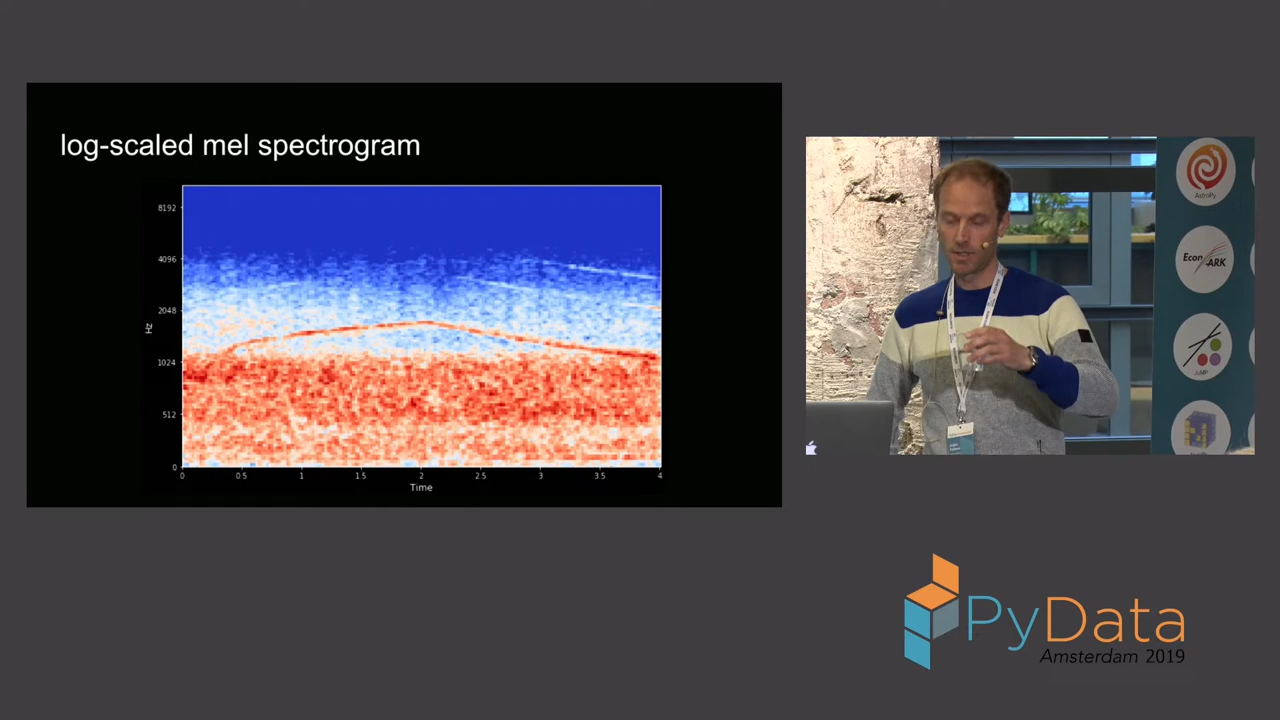 log-scaled mel spectrogram
8192
4096
2048
1024
512
0
Hz
0 0.5 1 1.5 2 2.5 3 3.5 4
Time
AstroPy
Econ ARK
JuMP
PyData
Amsterdam 2019